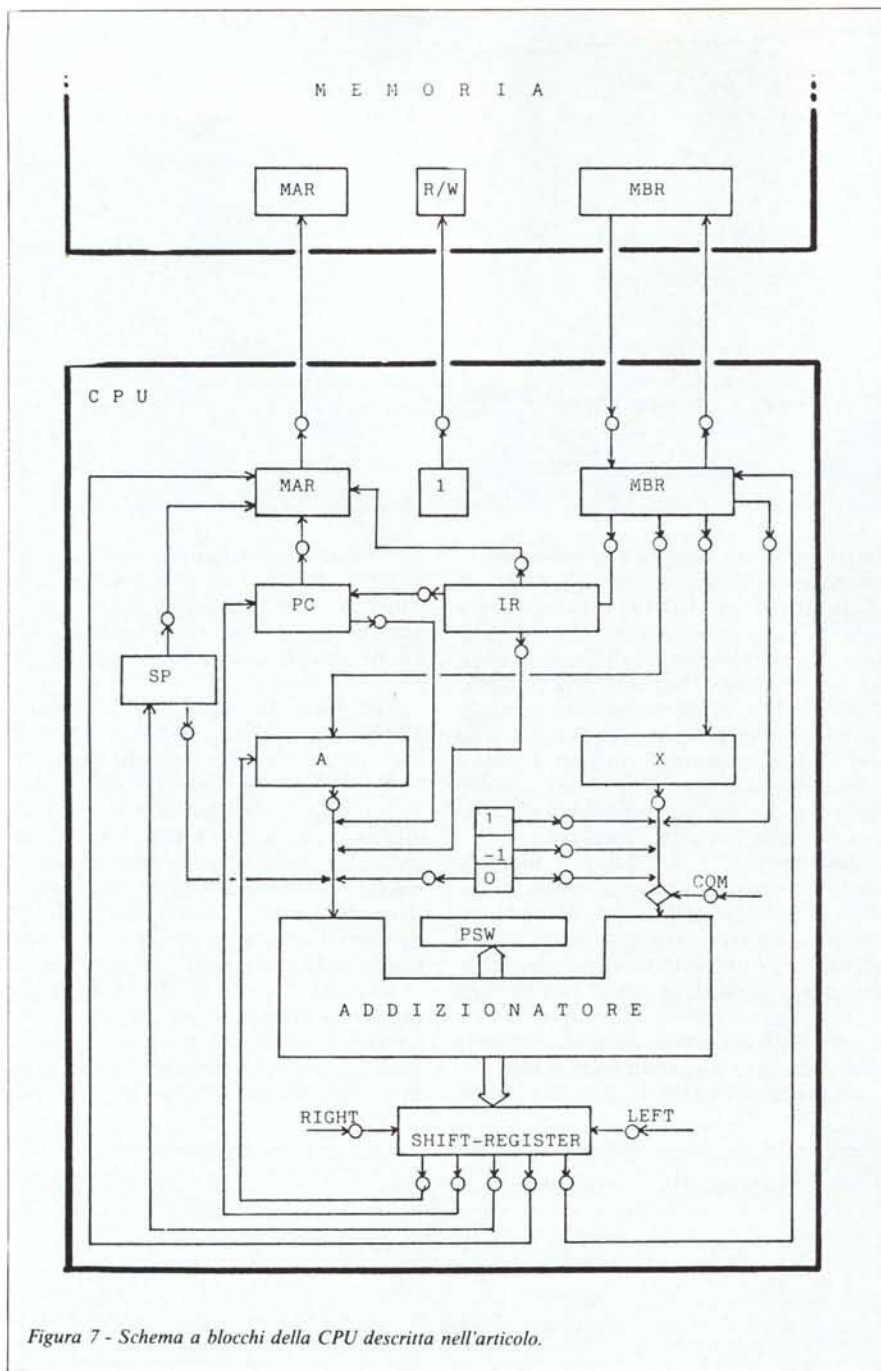 M E M O R I A
MAR
R/W
MBR
C P U
MAR
1
MBR
PC
IR
SP
A
X
1
-1
0
COM
PSW
A D D I Z I O N A T O R E
RIGHT
LEFT
SHIFT-REGISTER
Figura 7 - Schema a blocchi della CPU descritta nell'articolo.